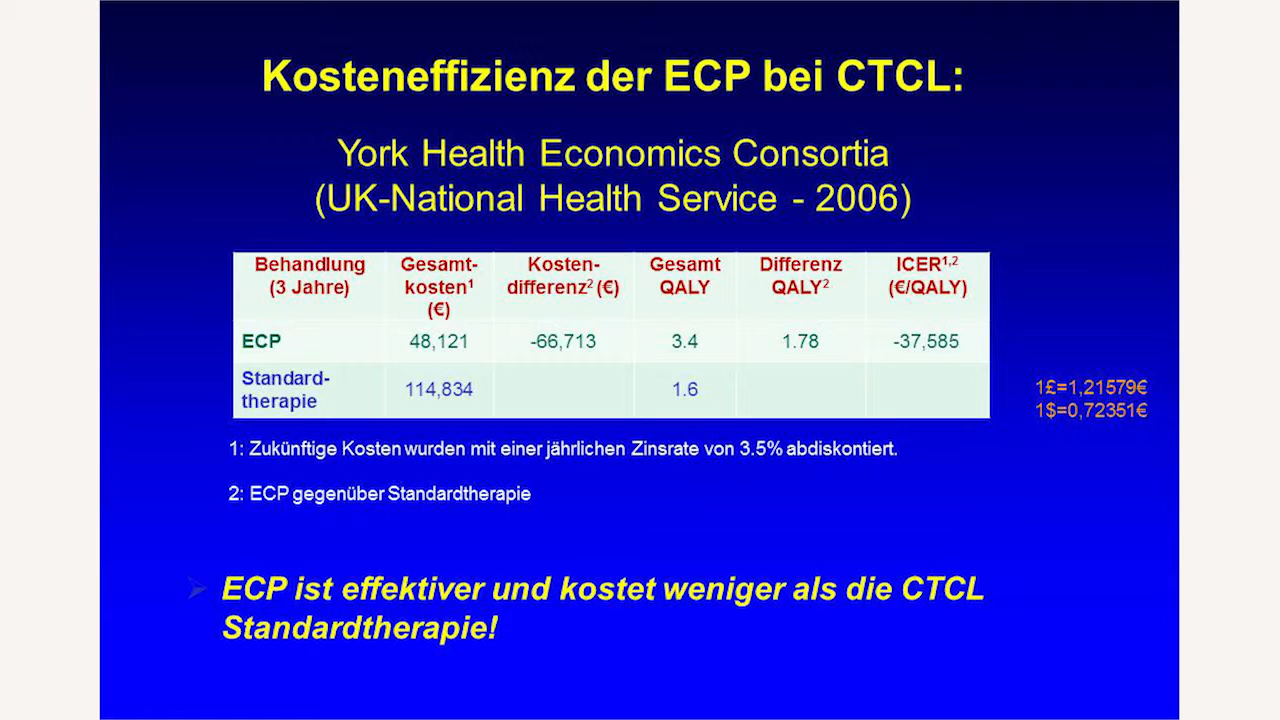 Kosteneffizienz der ECP bei CTCL:
York Health Economics Consortia
(UK-National Health Service - 2006)
Behandlung (3 Jahre) Gesamt-kosten¹ (€) Kosten-differenz² (€) Gesamt QALY Differenz QALY² ICER¹,² (€/QALY)
ECP 48,121 -66,713 3.4 1.78 -37,585
Standard-therapie 114,834 1.6
1£=1,21579€
1$=0,72351€
1: Zukünftige Kosten wurden mit einer jährlichen Zinsrate von 3.5% abdiskontiert.
2: ECP gegenüber Standardtherapie
ECP ist effektiver und kostet weniger als die CTCL
Standardtherapie!